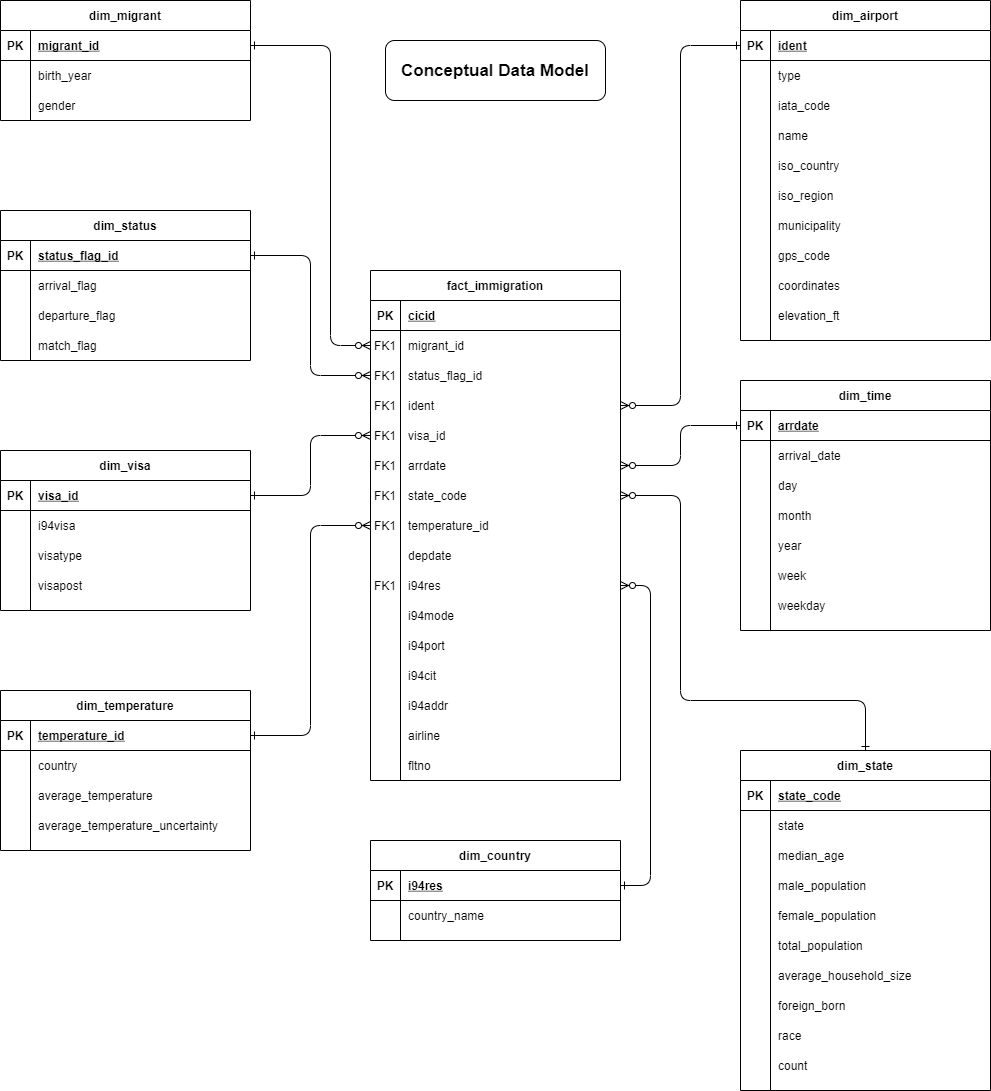 dim_migrant
PK migrant_id
birth_year
gender
Conceptual Data Model
dim_airport
PK ident
type
iata_code
name
iso_country
iso_region
municipality
gps_code
coordinates
elevation_ft
dim_status
PK status_flag_id
arrival_flag
departure_flag
match_flag
fact_immigration
PK cicid
FK1 migrant_id
FK1 status_flag_id
FK1 ident
FK1 visa_id
FK1 arrdate
FK1 state_code
FK1 temperature_id
depdate
FK1 i94res
i94mode
i94port
i94cit
i94addr
airline
fltno
dim_time
PK arrdate
arrival_date
day
month
year
week
weekday
dim_visa
PK visa_id
i94visa
visatype
visapost
dim_temperature
PK temperature_id
country
average_temperature
average_temperature_uncertainty
dim_country
PK i94res
country_name
dim_state
PK state_code
state
median_age
male_population
female_population
total_population
average_household_size
foreign_born
race
count